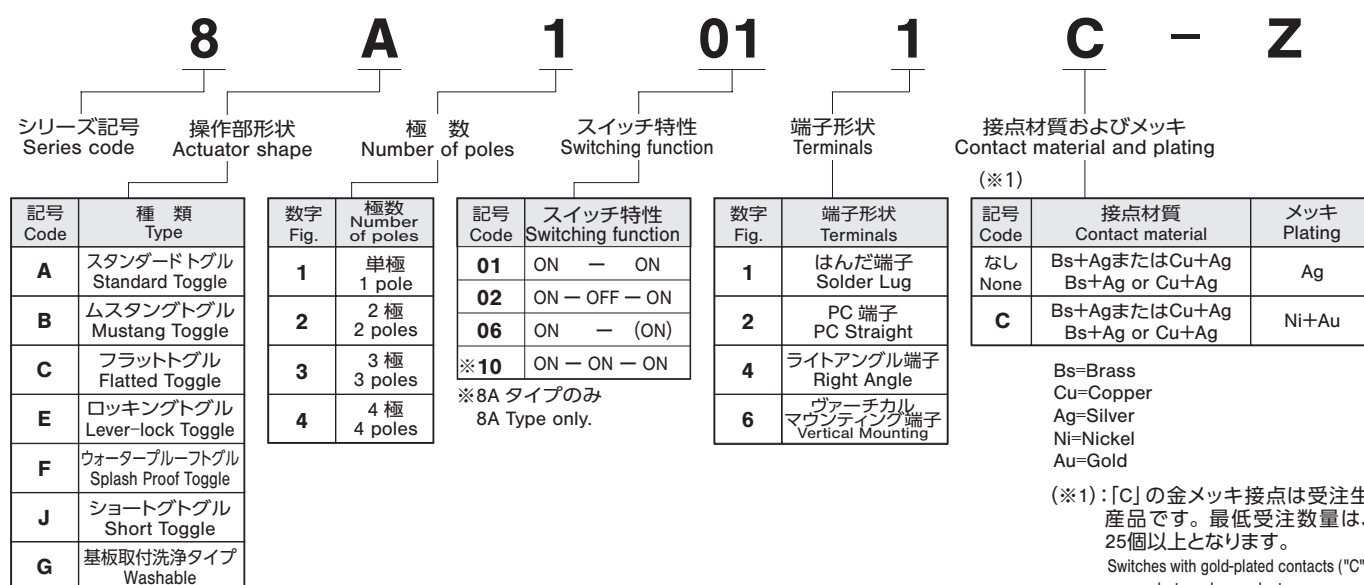 8 A 1 01 1 C − Z
シリーズ記号
Series code
操作部形状
Actuator shape
極 数
Number of poles
スイッチ特性
Switching function
端子形状
Terminals
接点材質およびメッキ
Contact material and plating
(※1)
記号
Code
種 類
Type
A
スタンダードトグル
Standard Toggle
B
ムスタングトグル
Mustang Toggle
C
フラットトグル
Flatted Toggle
E
ロッキングトグル
Lever−lock Toggle
F
ウォータープルーフトグル
Splash Proof Toggle
J
ショートグトグル
Short Toggle
G
基板取付洗浄タイプ
Washable
数字
Fig.
極数
Number
of poles
1
単極
1 pole
2
2 極
2 poles
3
3 極
3 poles
4
4 極
4 poles
記号
Code
スイッチ特性
Switching function
01 ON − ON
02 ON − OFF − ON
06 ON − (ON)
※10 ON − ON − ON
※8A タイプのみ
8A Type only.
数字
Fig.
端子形状
Terminals
1
はんだ端子
Solder Lug
2
PC 端子
PC Straight
4
ライトアングル端子
Right Angle
6
ヴァーチカル
マウンティング端子
Vertical Mounting
記号
Code
接点材質
Contact material
メッキ
Plating
なし
None
Bs+AgまたはCu+Ag
Bs+Ag or Cu+Ag
Ag
C
Bs+AgまたはCu+Ag
Bs+Ag or Cu+Ag
Ni+Au
Bs=Brass
Cu=Copper
Ag=Silver
Ni=Nickel
Au=Gold
(※1)：「C」の金メッキ接点は受注生
産品です。最低受注数量は、
25個以上となります。
Switches with gold-plated contacts ("C"